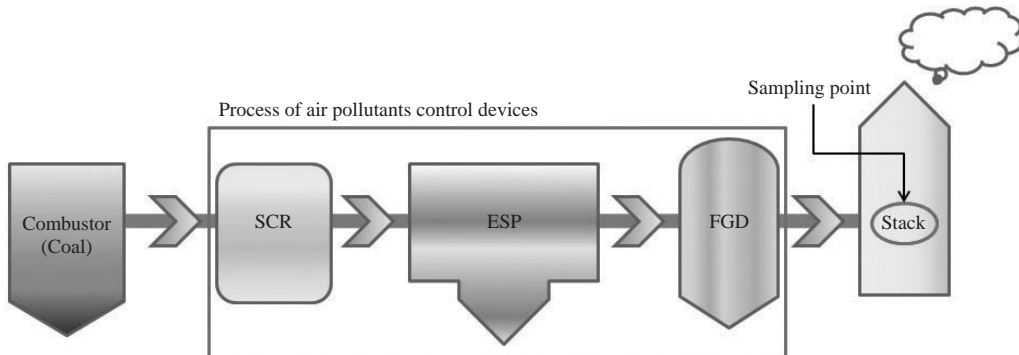 Sampling point
Process of air pollutants control devices
Combustor
(Coal)
SCR
ESP
FGD
Stack